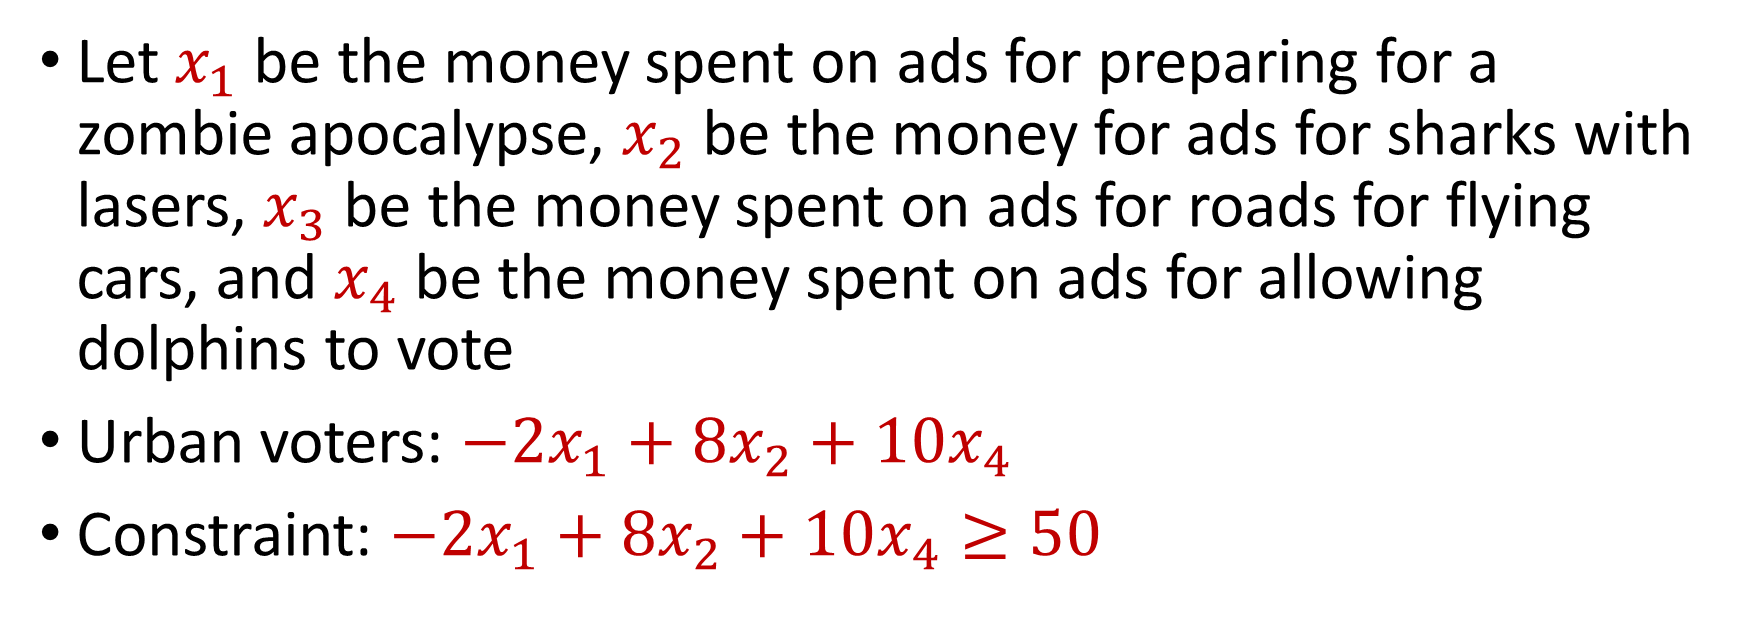 • Let 𝑥₁ be the money spent on ads for preparing for a
zombie apocalypse, 𝑥₂ be the money for ads for sharks with
lasers, 𝑥₃ be the money spent on ads for roads for flying
cars, and 𝑥₄ be the money spent on ads for allowing
dolphins to vote
• Urban voters: −2𝑥₁ + 8𝑥₂ + 10𝑥₄
• Constraint: −2𝑥₁ + 8𝑥₂ + 10𝑥₄ ≥ 50